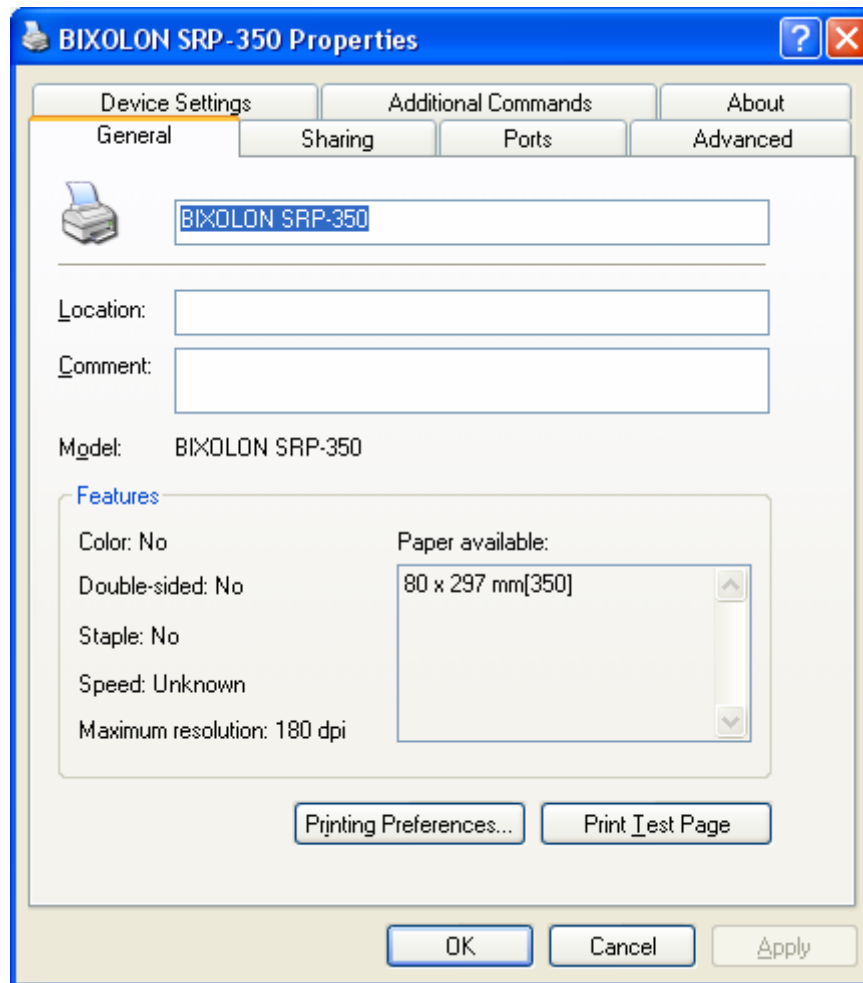 BIXOLON SRP-350 Properties
?
Device Settings Additional Commands About
General Sharing Ports Advanced
BIXOLON SRP-350
Location:
Comment:
Model: BIXOLON SRP-350
Features
Color: No Paper available:
Double-sided: No 80 x 297 mm[350]
Staple: No
Speed: Unknown
Maximum resolution: 180 dpi
Printing Preferences... Print Test Page
OK Cancel Apply